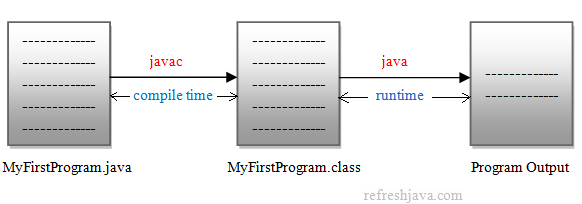 javac
java
compile time
runtime
MyFirstProgram.java
MyFirstProgram.class
Program Output
refreshjava.com